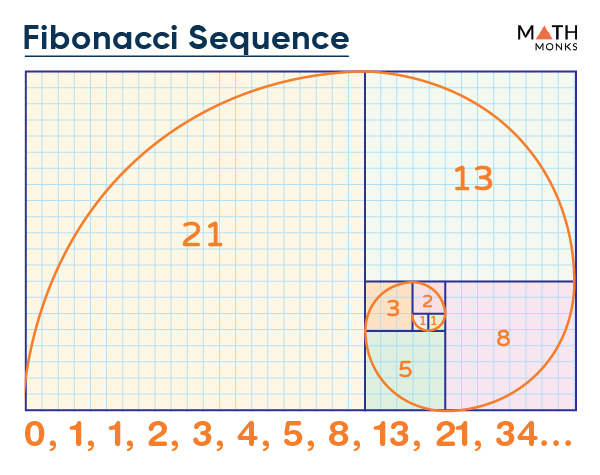 Fibonacci Sequence
MATH
MONKS
21
13
3
2
1 1
8
5
0, 1, 1, 2, 3, 4, 5, 8, 13, 21, 34...